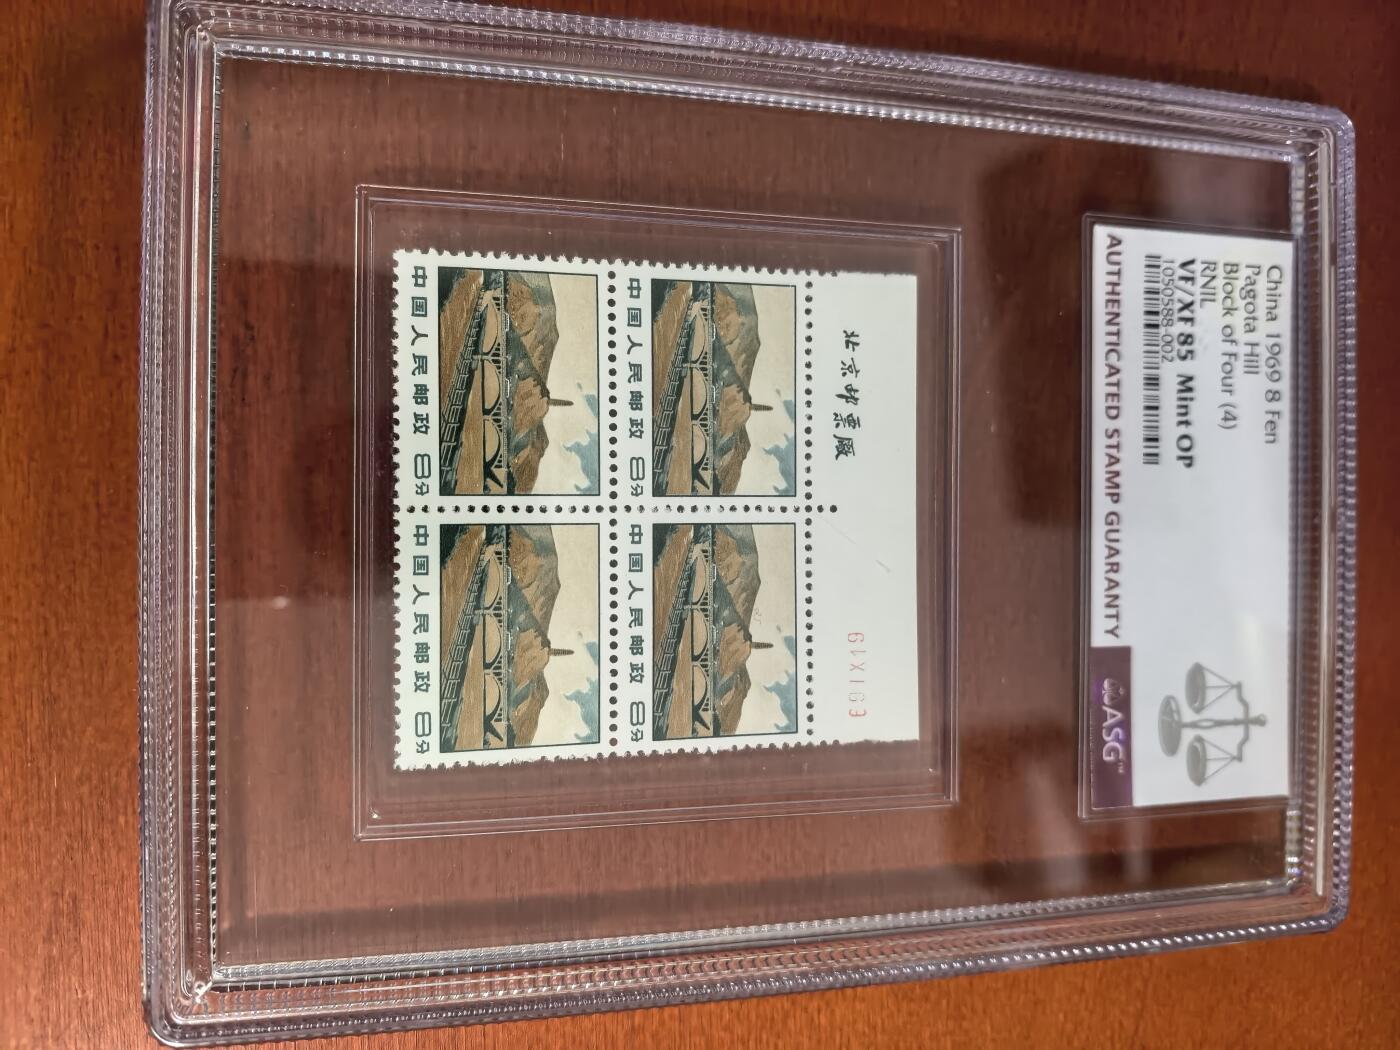 China 1969 8 Fen
Pagota Hill
Block of Four (4)
RNIL
VF/XF 85 Mint OP
1050588-002
AUTHENTICATED STAMP GUARANTY
ASG™
北京邮票厂
中国人民邮政 8分
中国人民邮政 8分
中国人民邮政 8分
中国人民邮政 8分